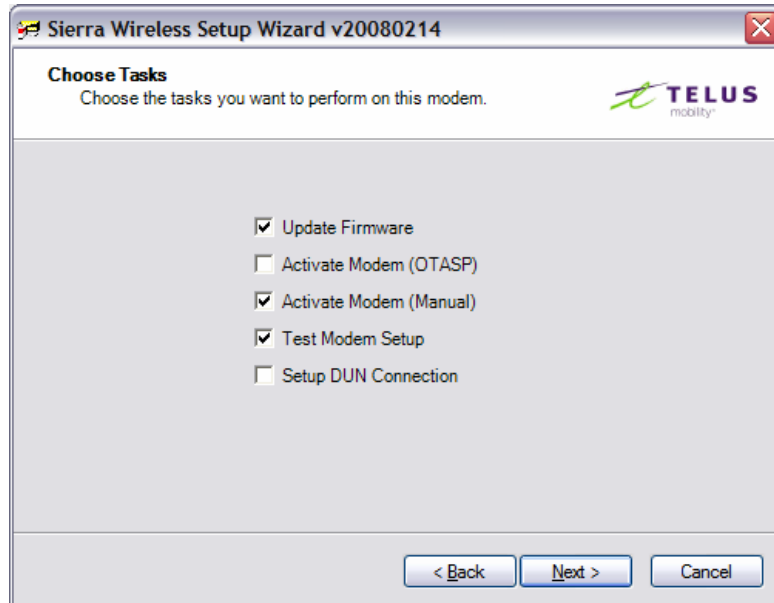 Sierra Wireless Setup Wizard v20080214
Choose Tasks
Choose the tasks you want to perform on this modem.
TELUS
mobility
Update Firmware
Activate Modem (OTASP)
Activate Modem (Manual)
Test Modem Setup
Setup DUN Connection
< Back Next > Cancel